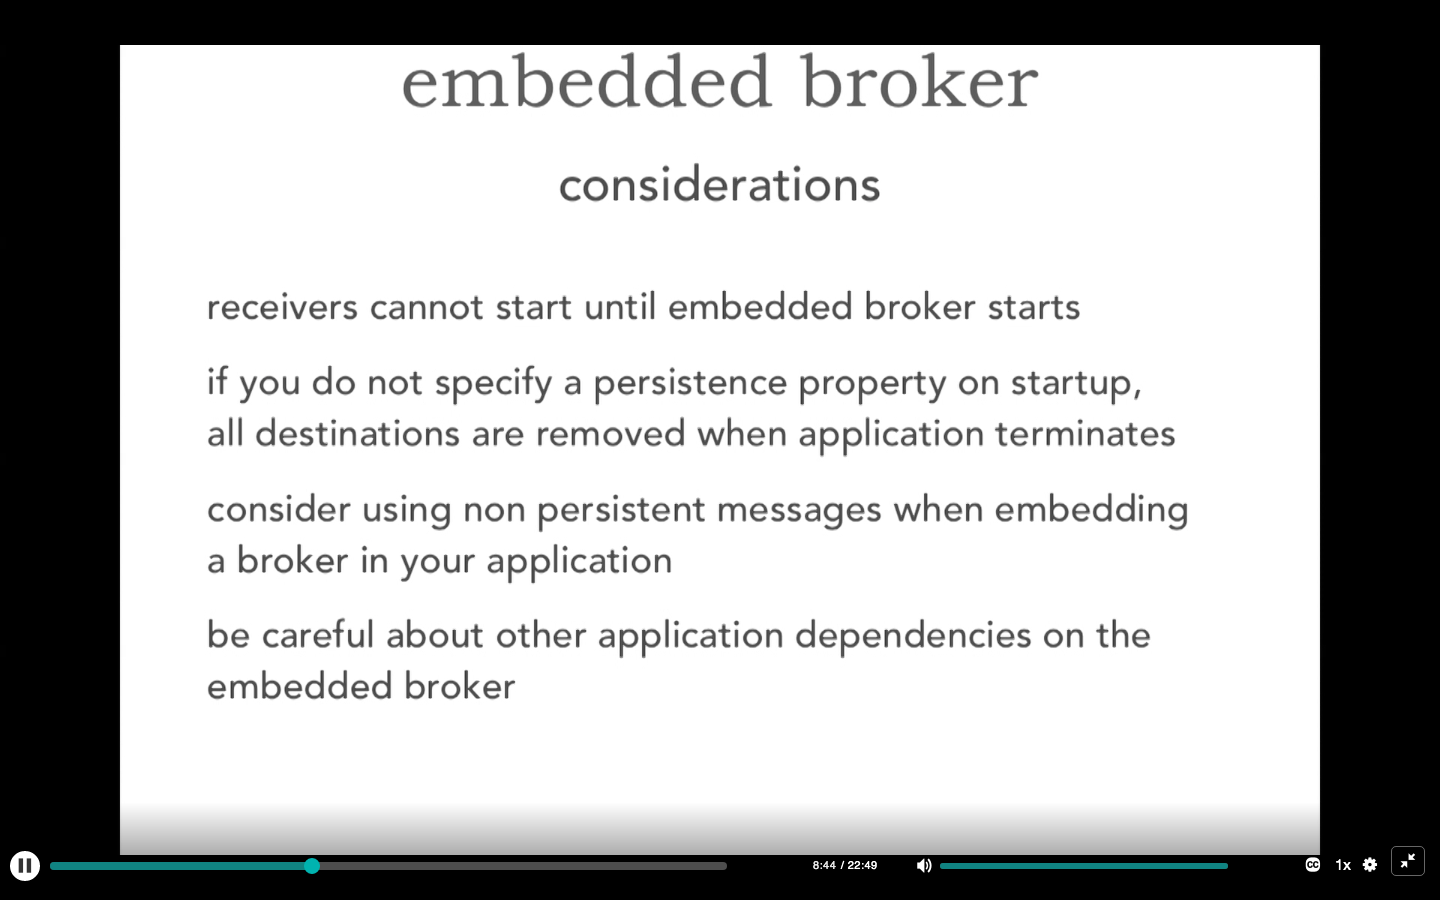 embedded broker
considerations
receivers cannot start until embedded broker starts
if you do not specify a persistence property on startup,
all destinations are removed when application terminates
consider using non persistent messages when embedding
a broker in your application
be careful about other application dependencies on the
embedded broker
8:44 / 22:49
CC
1x